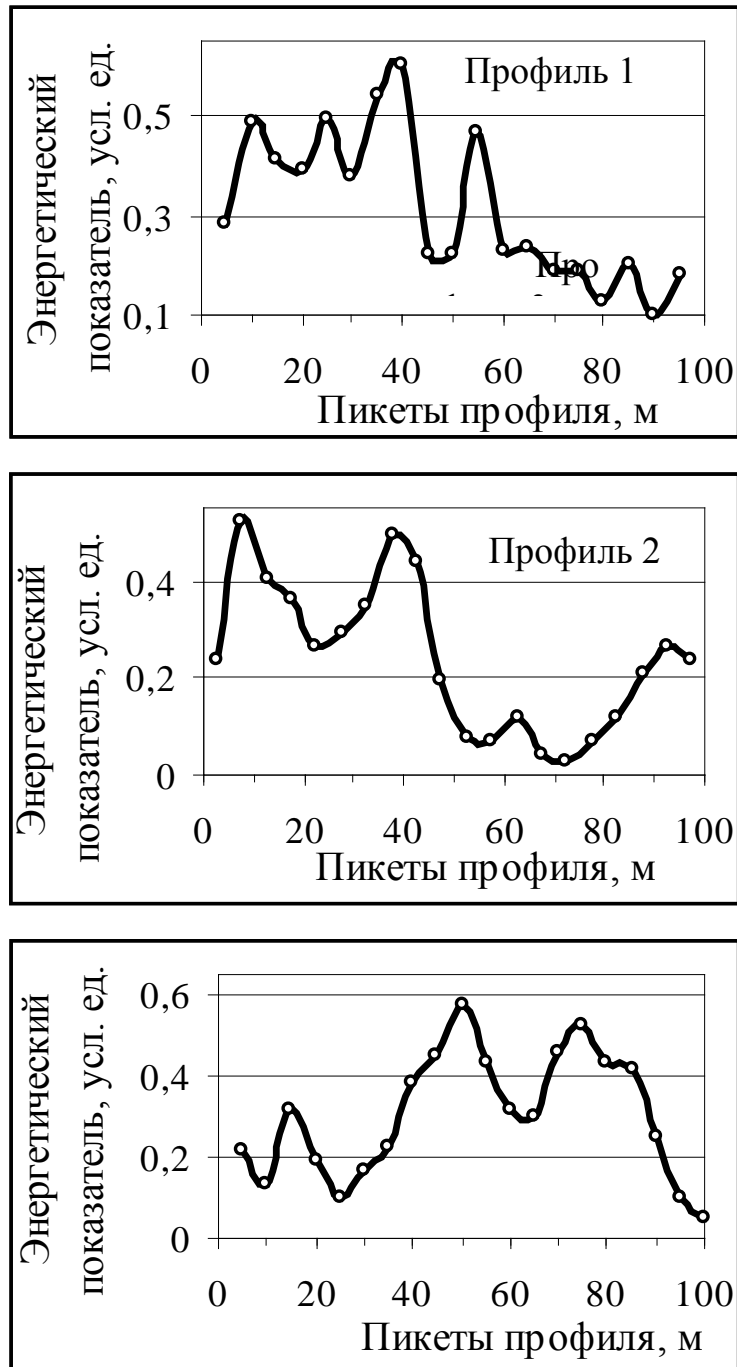 Энергетический
показатель, усл. ед.
Профиль 1
0,5
0,3
0,1
Про
0 20 40 60 80 100
Пикеты профиля, м
Энергетический
показатель, усл. ед.
Профиль 2
0,4
0,2
0
0 20 40 60 80 100
Пикеты профиля, м
Энергетический
показатель, усл. ед.
0,6
0,4
0,2
0
0 20 40 60 80 100
Пикеты профиля, м